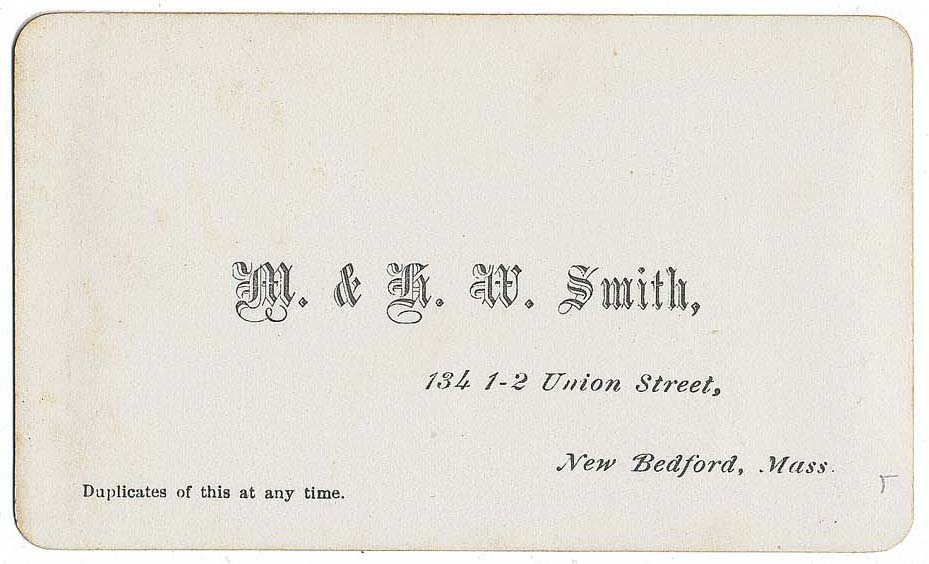 M. & H. W. Smith,
134 1-2 Union Street,
New Bedford, Mass.
Duplicates of this at any time.